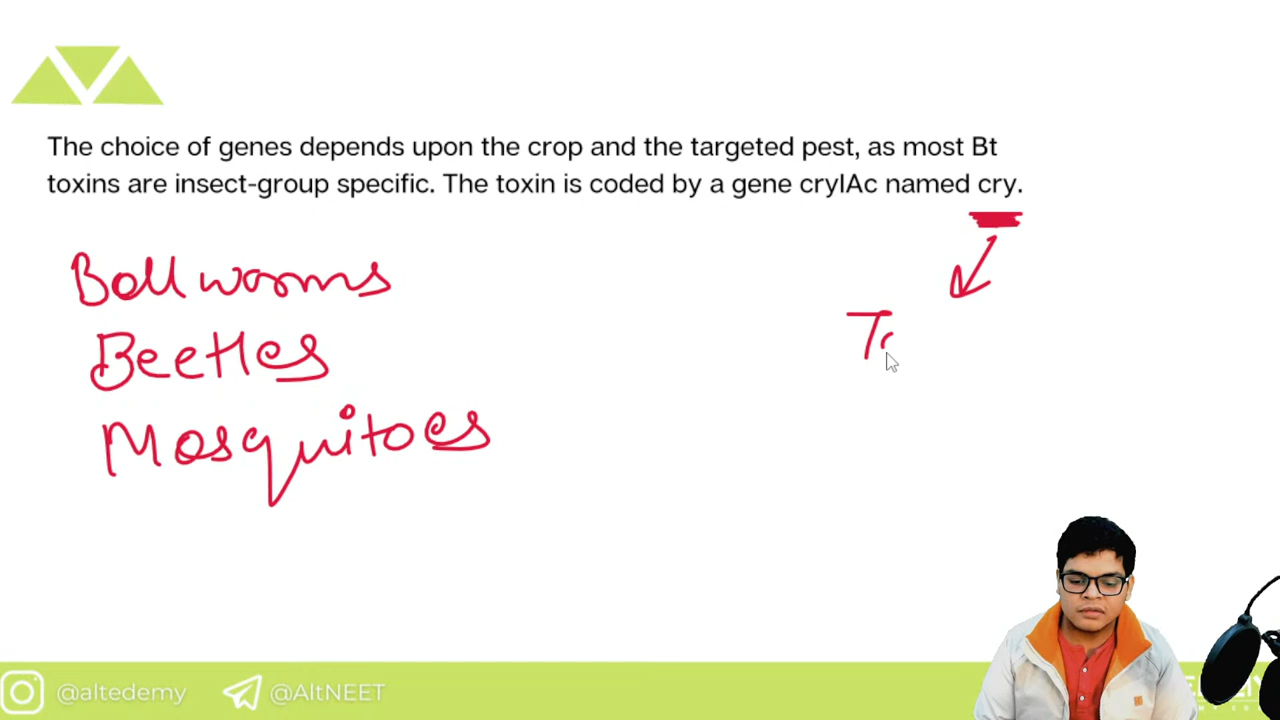 The choice of genes depends upon the crop and the targeted pest, as most Bt
toxins are insect-group specific. The toxin is coded by a gene cryIAc named cry.
Bollworms
Beetles
Mosquitoes
@altedemy
@AltNEET